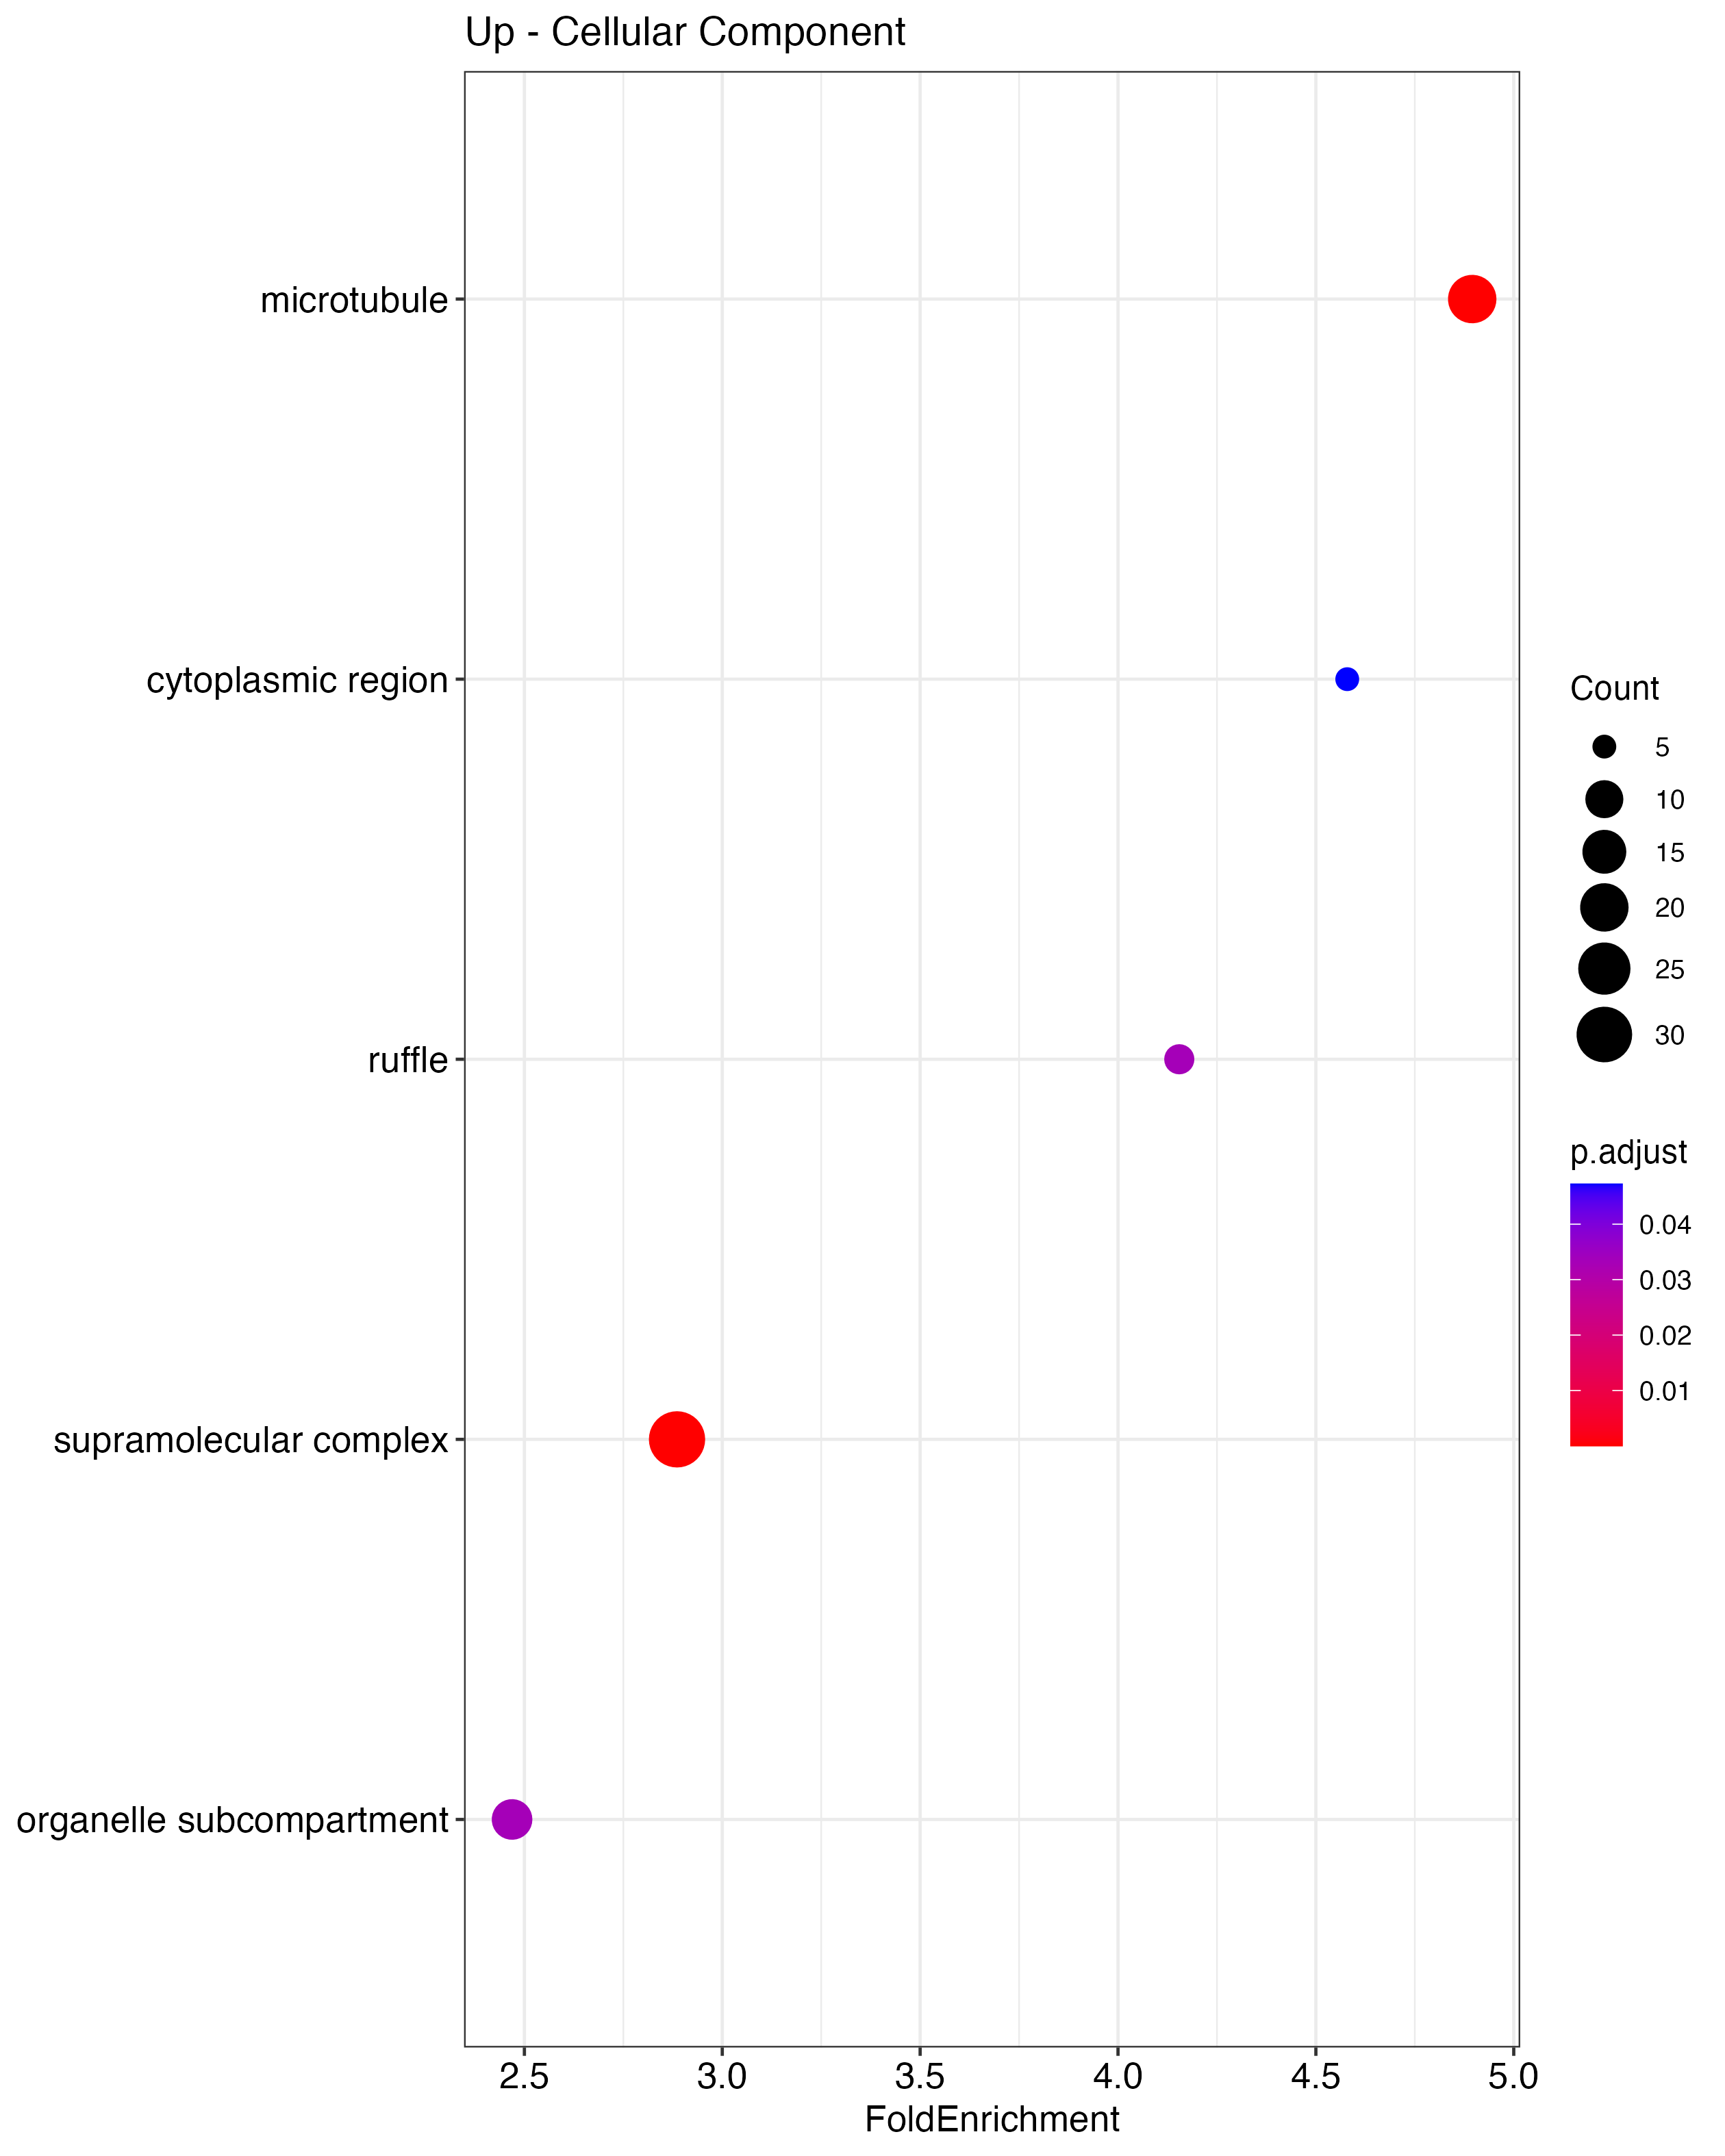 Up - Cellular Component
microtubule
cytoplasmic region
ruffle
supramolecular complex
organelle subcompartment
2.5 3.0 3.5 4.0 4.5 5.0
FoldEnrichment
Count
5
10
15
20
25
30
p.adjust
0.04
0.03
0.02
0.01